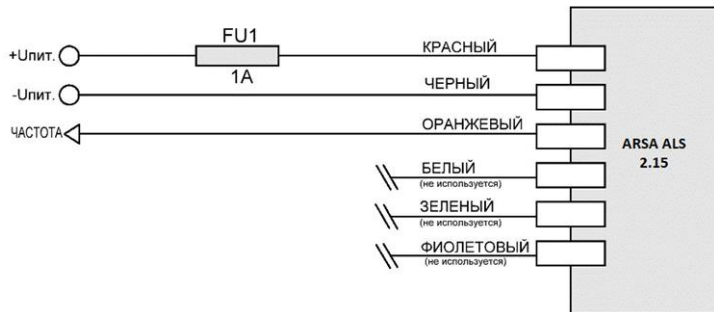 FU1
+Uпит.
КРАСНЫЙ
1А
-Uпит.
ЧЕРНЫЙ
ЧАСТОТА
ОРАНЖЕВЫЙ
ARSA ALS
2.15
БЕЛЫЙ
(не используется)
ЗЕЛЕНЫЙ
(не используется)
ФИОЛЕТОВЫЙ
(не используется)